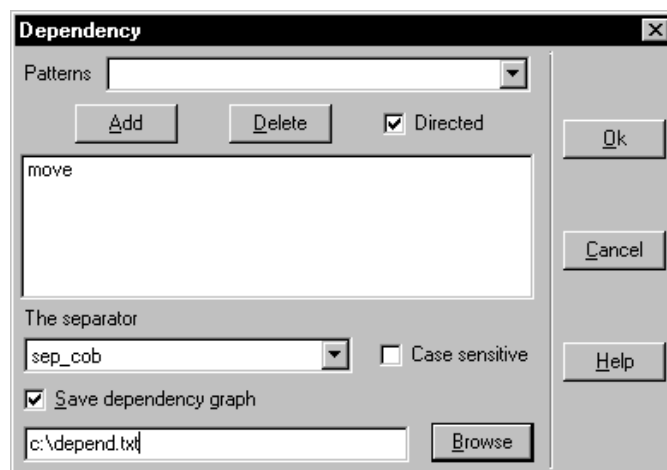 Dependency
Patterns
Add Delete Directed
Ok
move
Cancel
The separator
sep_cob Case sensitive
Help
Save dependency graph
c:\depend.txt Browse